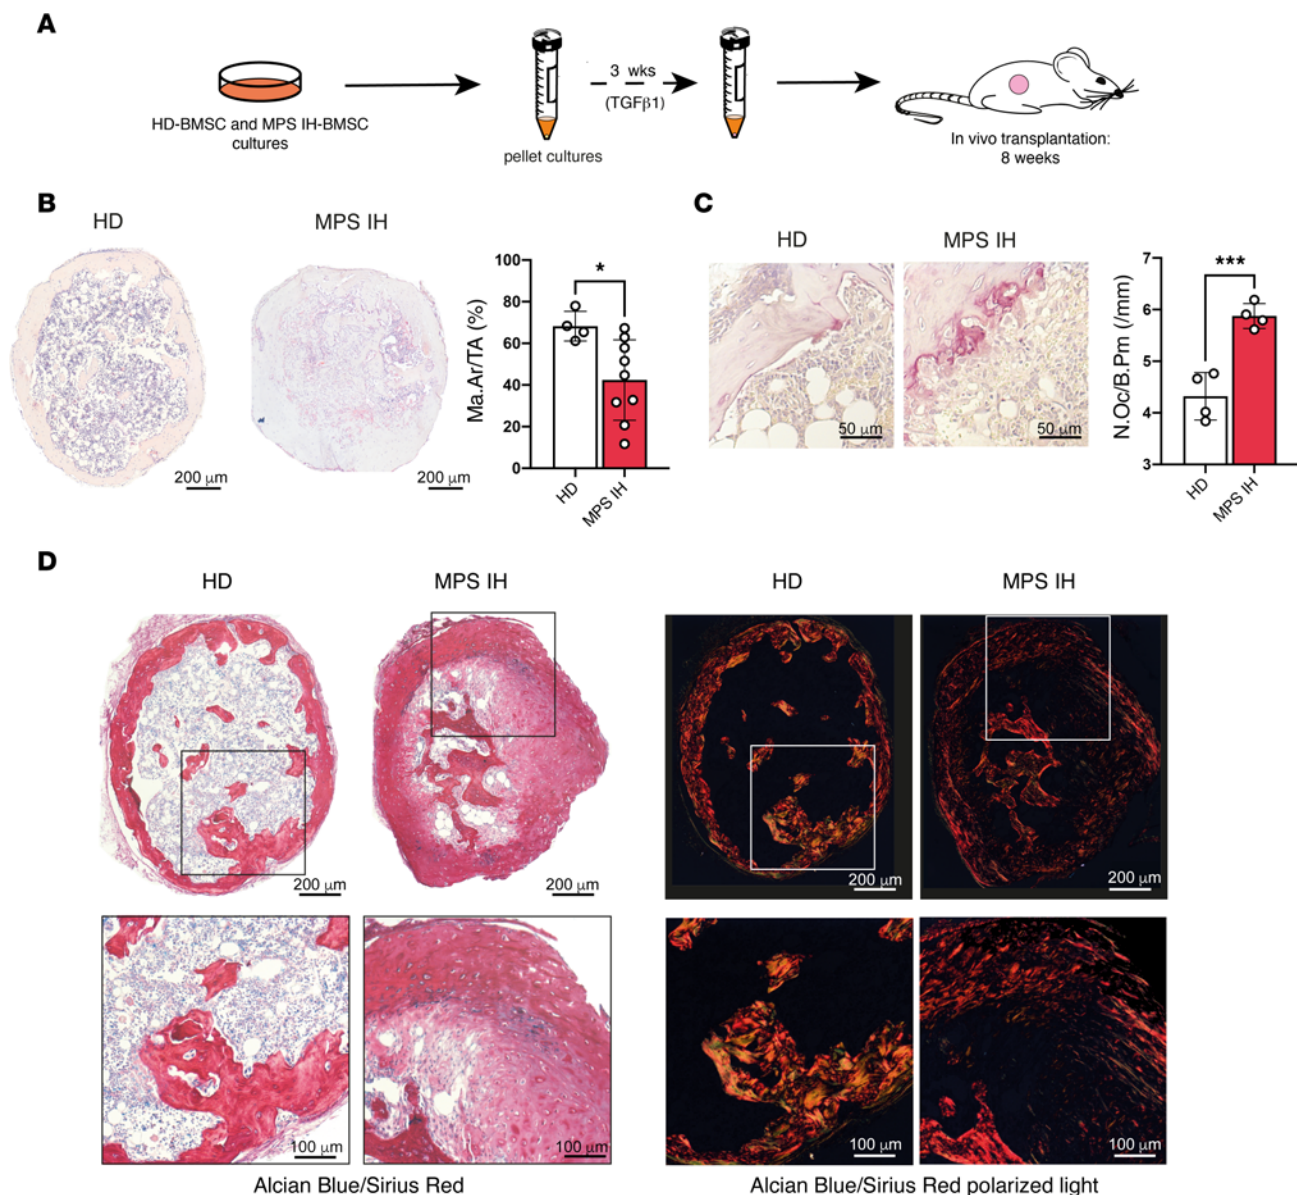 A
HD-BMSC and MPS IH-BMSC
cultures
pellet cultures
3 wks
(TGFβ1)
In vivo transplantation:
8 weeks
B
HD
MPS IH
200 μm
200 μm
Ma.Ar/TA (%)
100
80
60
40
20
0
*
HD
MPS IH
C
HD
MPS IH
50 μm
50 μm
N.Oc/B.Pm (/mm)
7
6
5
4
3
***
HD
MPS IH
D
HD
MPS IH
HD
MPS IH
200 μm
200 μm
200 μm
200 μm
100 μm
100 μm
100 μm
100 μm
Alcian Blue/Sirius Red
Alcian Blue/Sirius Red polarized light